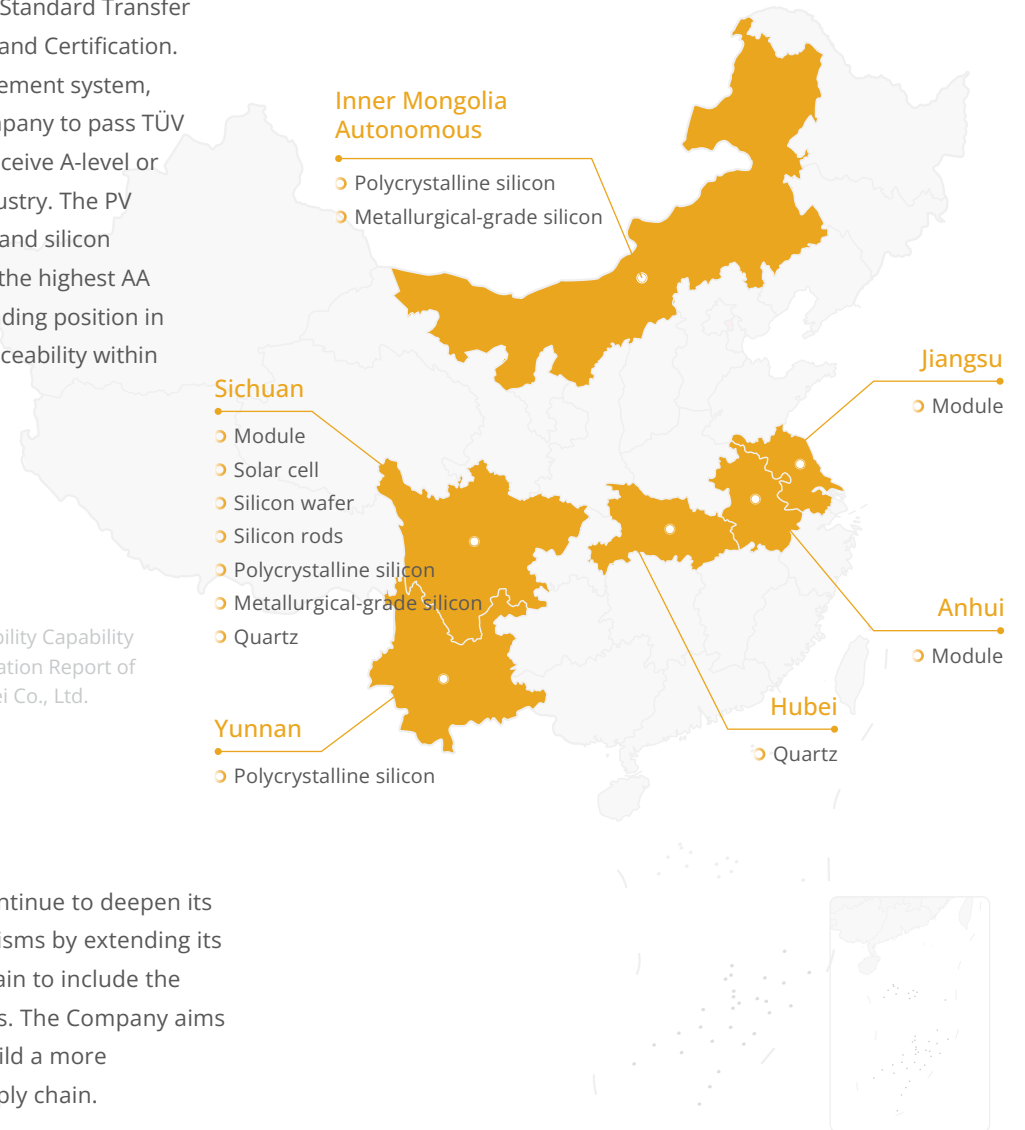 Standard Transfer
and Certification.
ement system,
pany to pass TÜV
ceive A-level or
ustry. The PV
and silicon
the highest AA
ding position in
ceability within
Inner Mongolia
Autonomous
Polycrystalline silicon
Metallurgical-grade silicon
Sichuan
Module
Solar cell
Silicon wafer
Silicon rods
Polycrystalline silicon
Metallurgical-grade silicon
Quartz
Jiangsu
Module
Anhui
Module
Hubei
Quartz
bility Capability
ation Report of
ei Co., Ltd.
Yunnan
Polycrystalline silicon
ntinue to deepen its
isms by extending its
ain to include the
s. The Company aims
ild a more
ply chain.